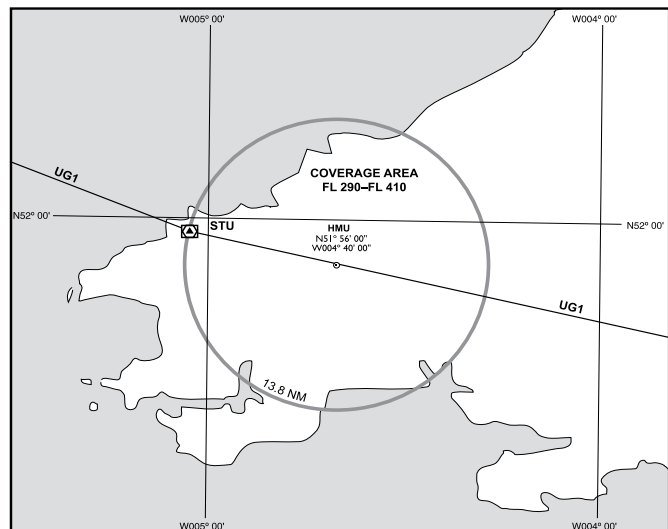 W005° 00'
W004° 00'
UG1
COVERAGE AREA
FL 290–FL 410
N52° 00'
STU
HMU
N51° 56' 00"
W004° 40' 00"
N52° 00'
UG1
13.8 NM
W005° 00'
W004° 00'